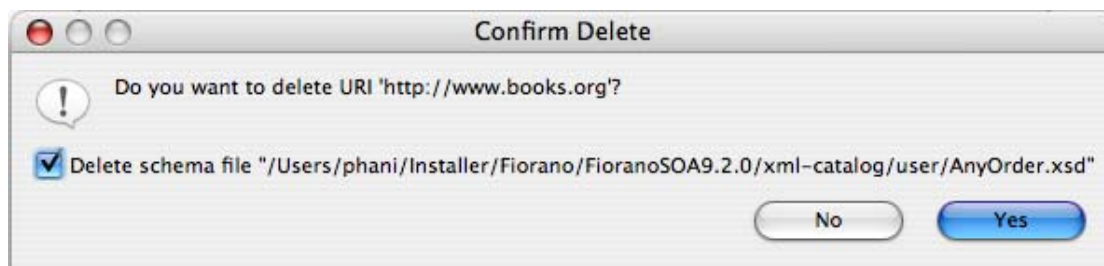 Confirm Delete
Do you want to delete URI 'http://www.books.org'?
Delete schema file "/Users/phani/Installer/Fiorano/FioranoSOA9.2.0/xml-catalog/user/AnyOrder.xsd"
No
Yes